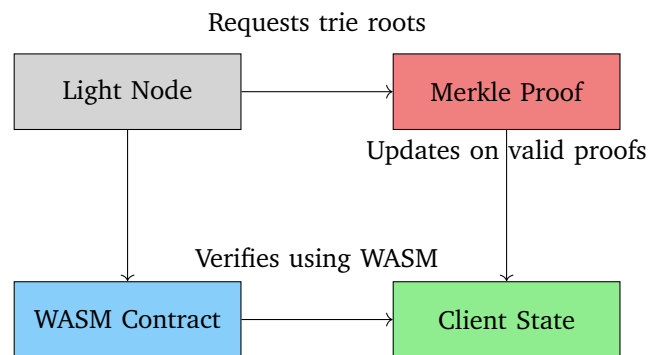 Requests trie roots
Light Node
Merkle Proof
Updates on valid proofs
Verifies using WASM
WASM Contract
Client State